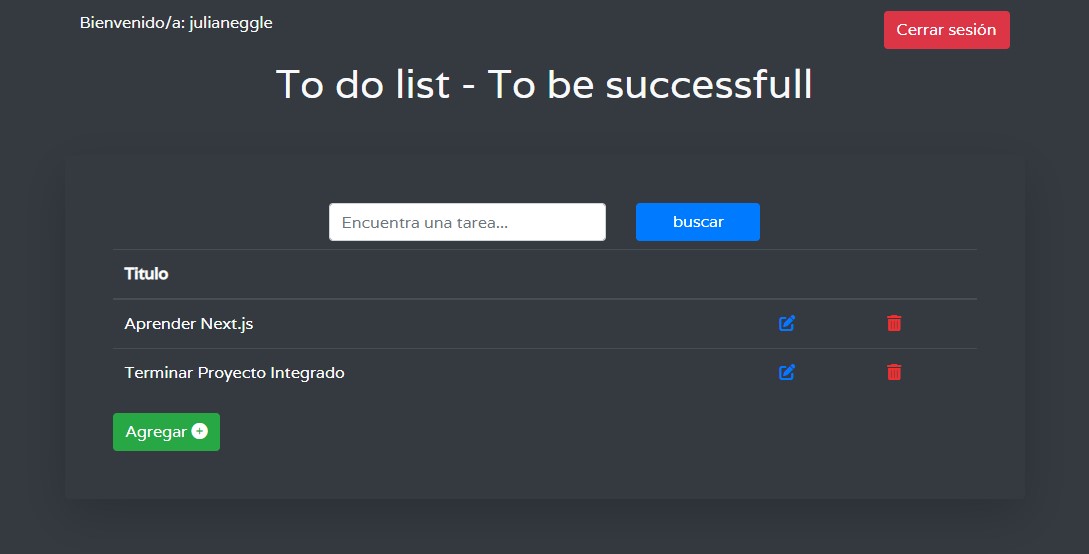 Bienvenido/a: julianeggle
Cerrar sesión
To do list - To be successfull
Encuentra una tarea...
buscar
Titulo
Aprender Next.js
Terminar Proyecto Integrado
Agregar